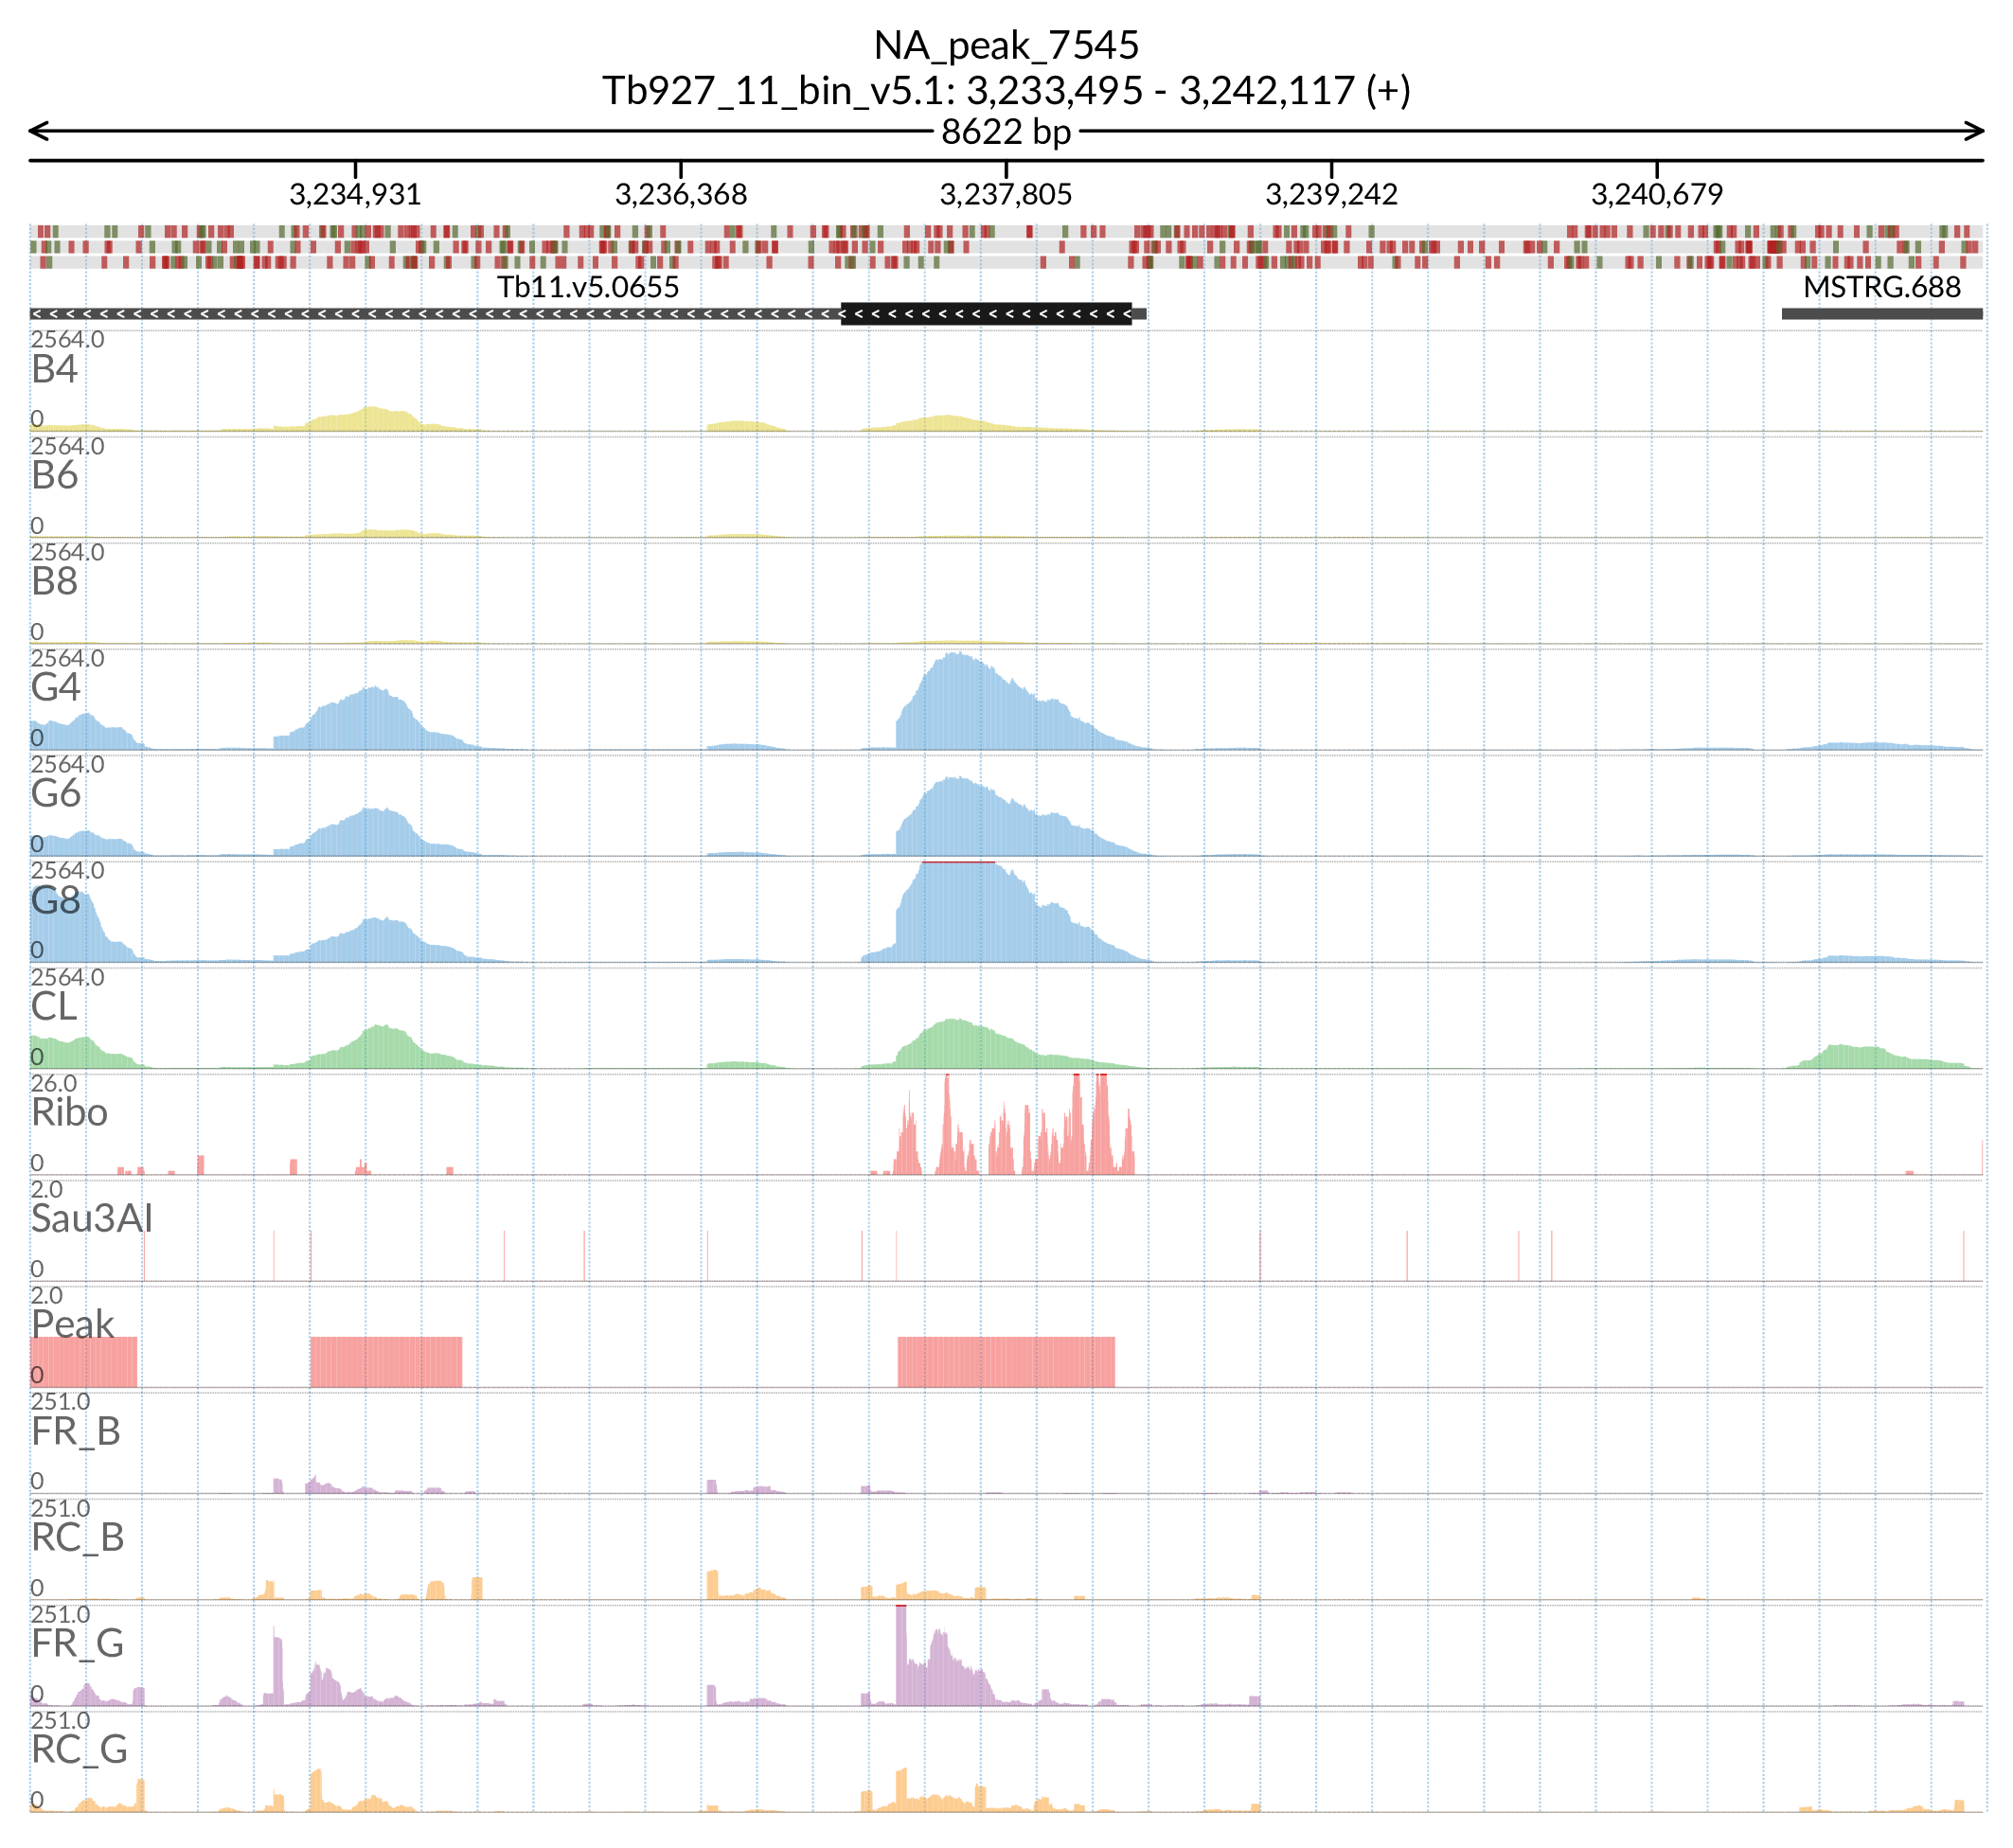 NA_peak_7545
Tb927_11_bin_v5.1: 3,233,495 - 3,242,117 (+)
8622 bp
3,234,931 3,236,368 3,237,805 3,239,242 3,240,679
Tb11.v5.0655 MSTRG.688
2564.0
B4
0
2564.0
B6
0
2564.0
B8
0
2564.0
G4
0
2564.0
G6
0
2564.0
G8
0
2564.0
CL
0
26.0
Ribo
0
2.0
Sau3AI
0
2.0
Peak
0
251.0
FR_B
0
251.0
RC_B
0
251.0
FR_G
0
251.0
RC_G
0